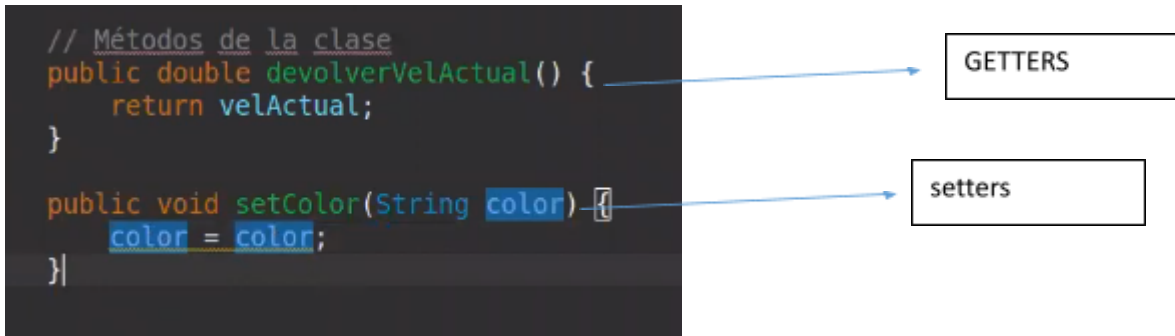 // Métodos de la clase
public double devolverVelActual() {
    return velActual;
}
public void setColor(String color) {
    color = color;
}
GETTERS
setters